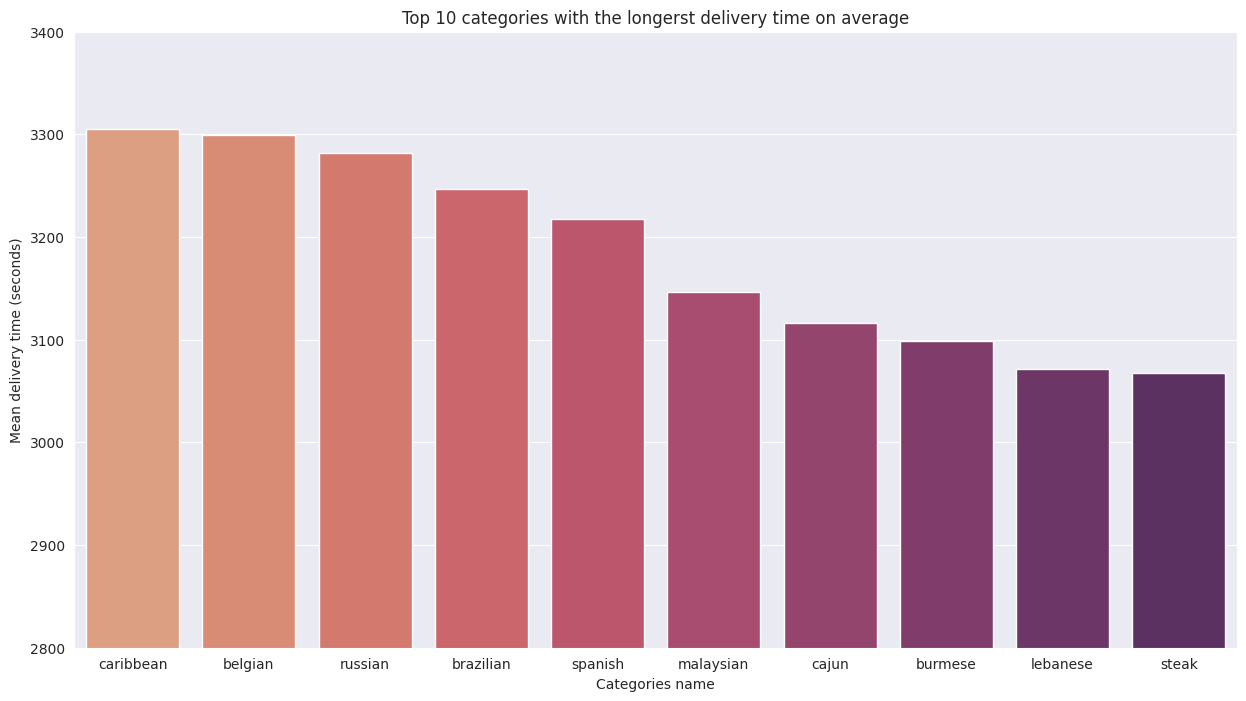 Top 10 categories with the longerst delivery time on average
3400
3300
3200
3100
3000
2900
2800
Mean delivery time (seconds)
caribbean belgian russian brazilian spanish malaysian cajun burmese lebanese steak
Categories name